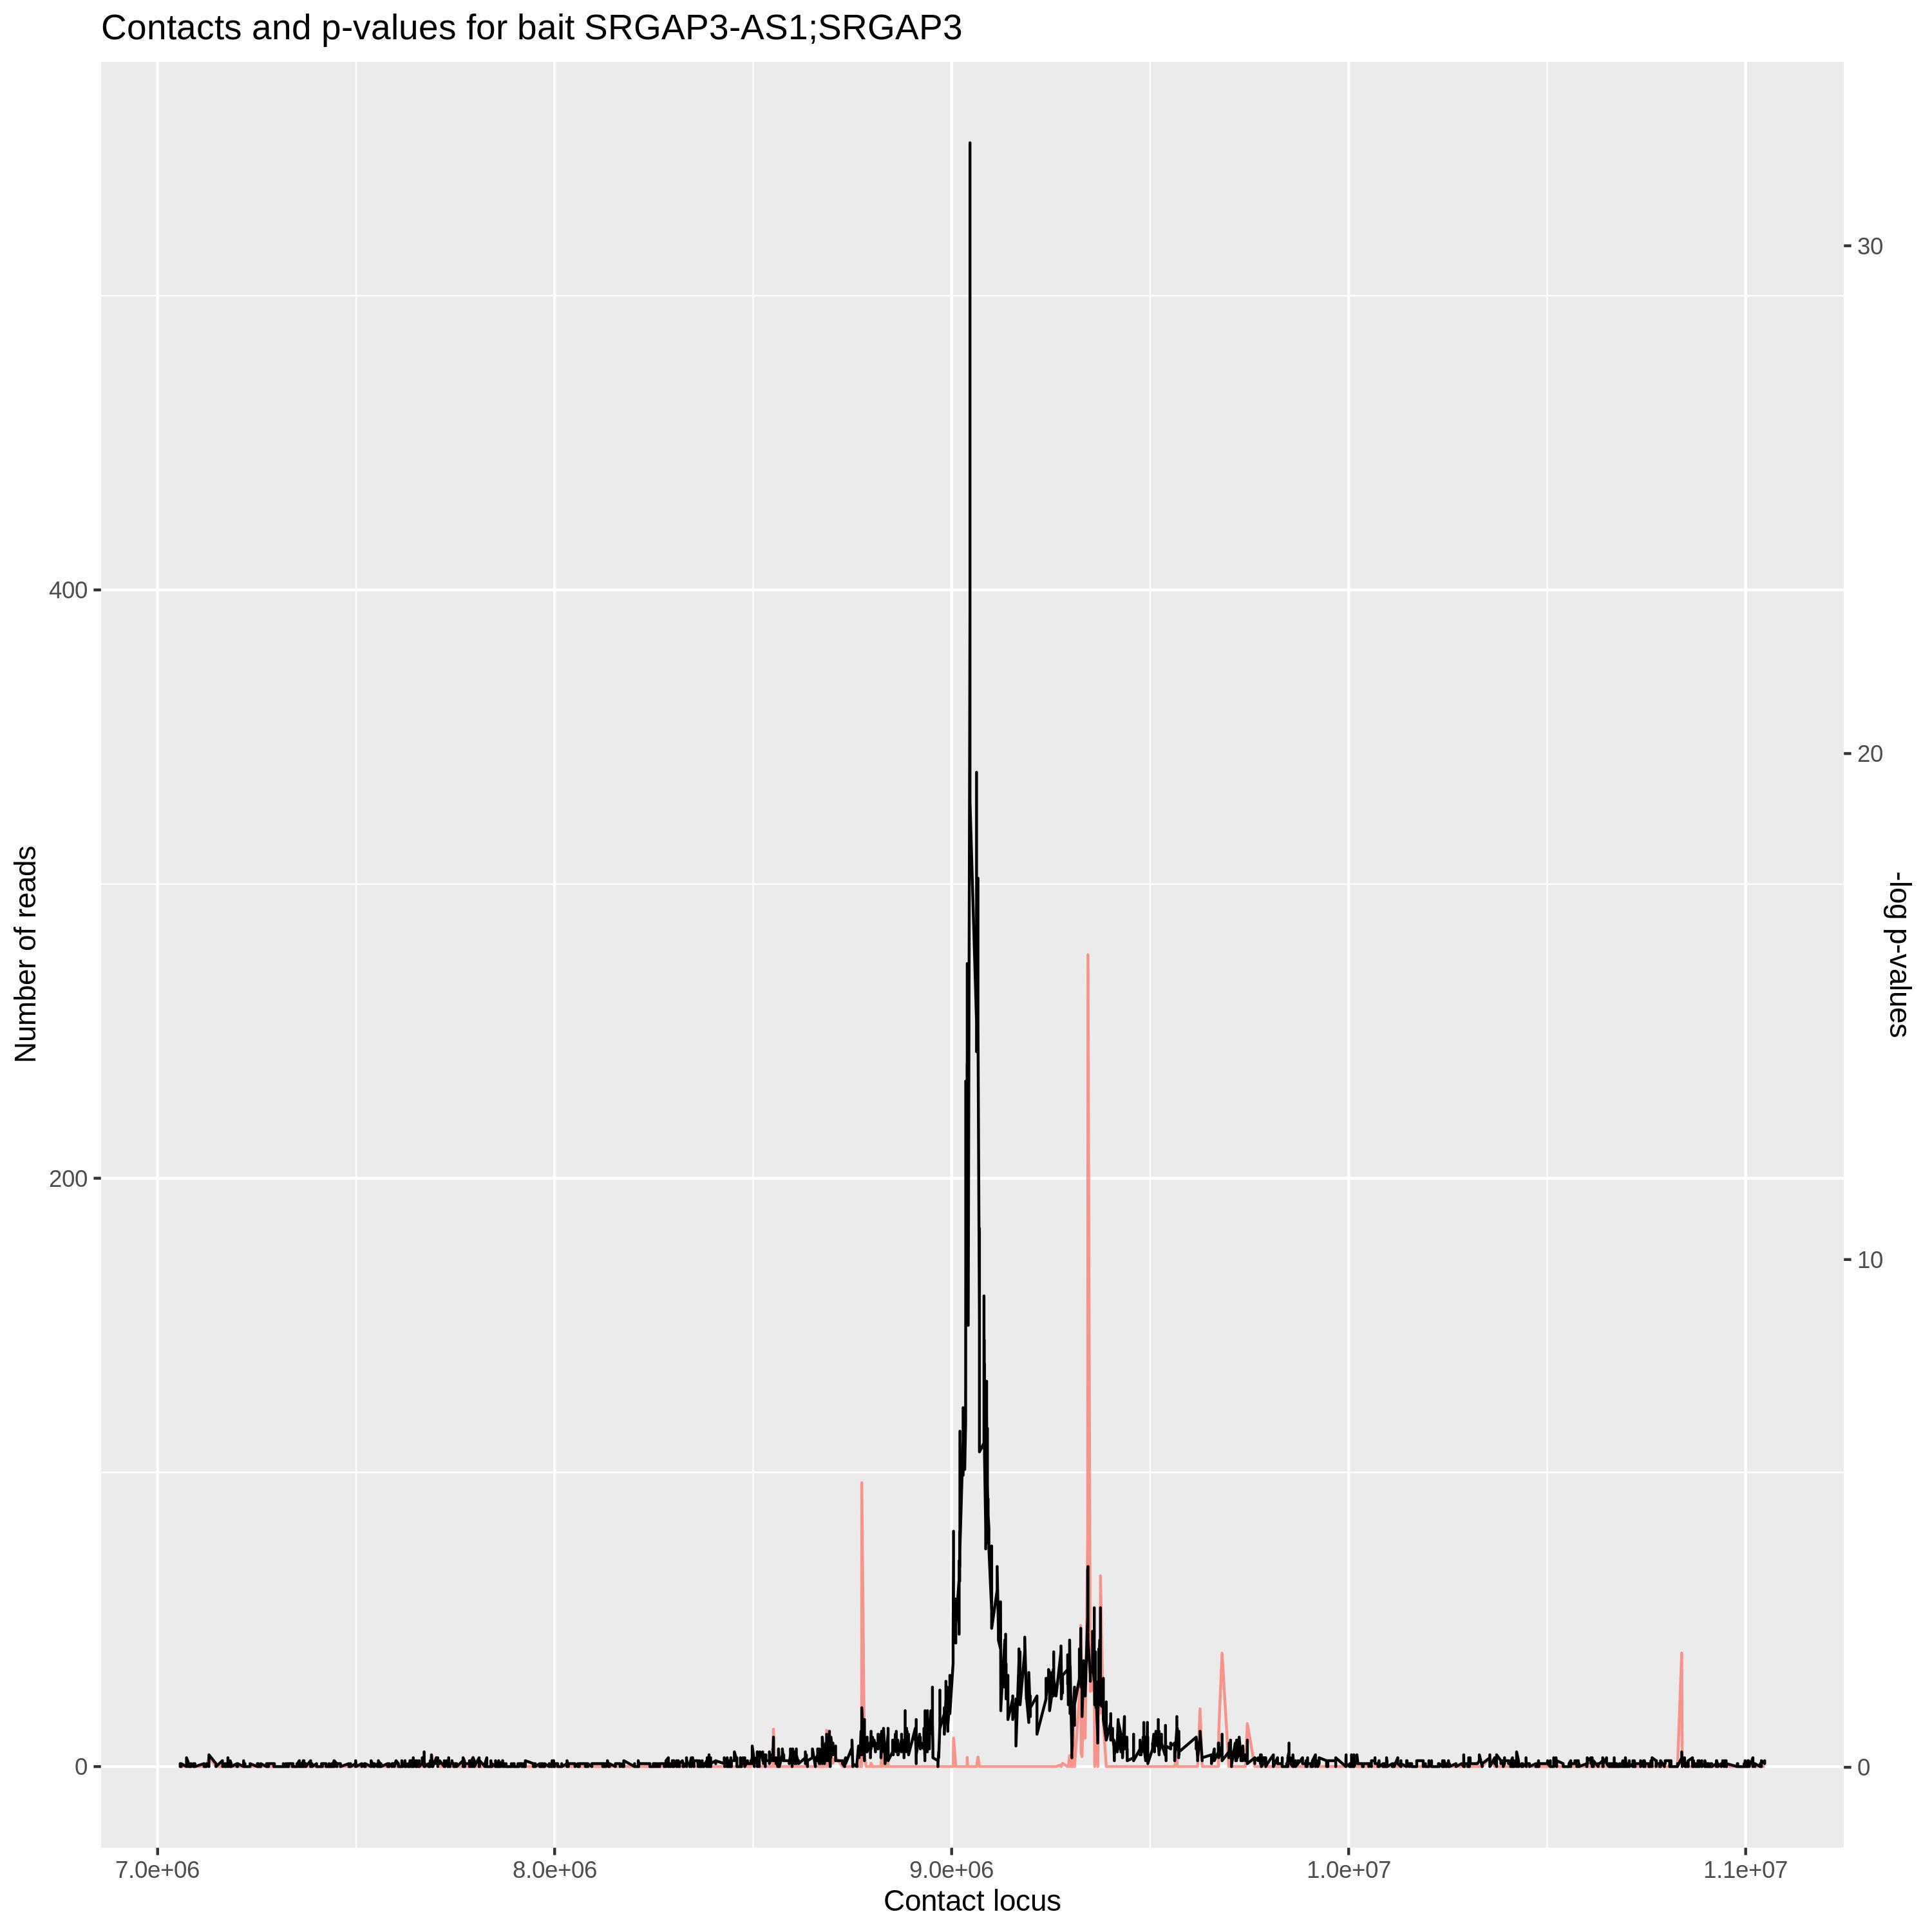 Contacts and p-values for bait SRGAP3-AS1;SRGAP3
Number of reads
400
200
0
30
20
10
0
-log p-values
7.0e+06
8.0e+06
9.0e+06
1.0e+07
1.1e+07
Contact locus